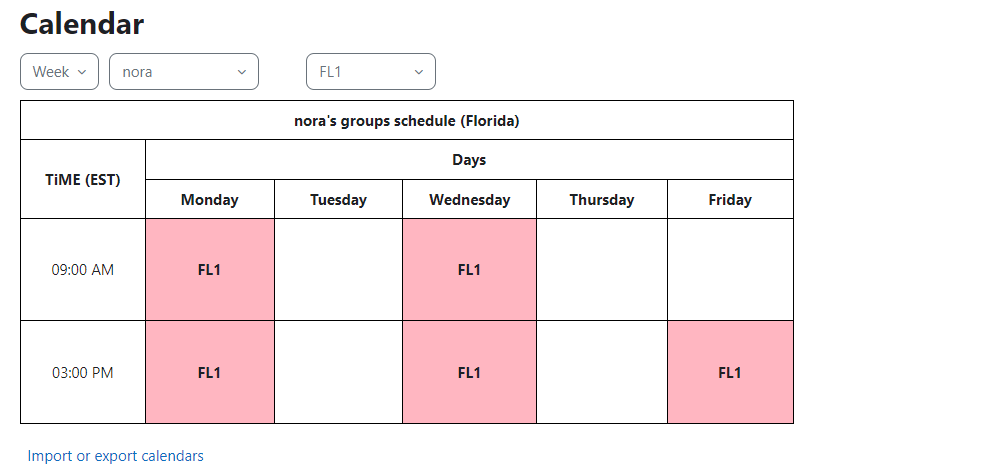 Calendar
Week nora FL1
nora's groups schedule (Florida)
TiME (EST) Days
Monday Tuesday Wednesday Thursday Friday
09:00 AM FL1 FL1
03:00 PM FL1 FL1 FL1
Import or export calendars